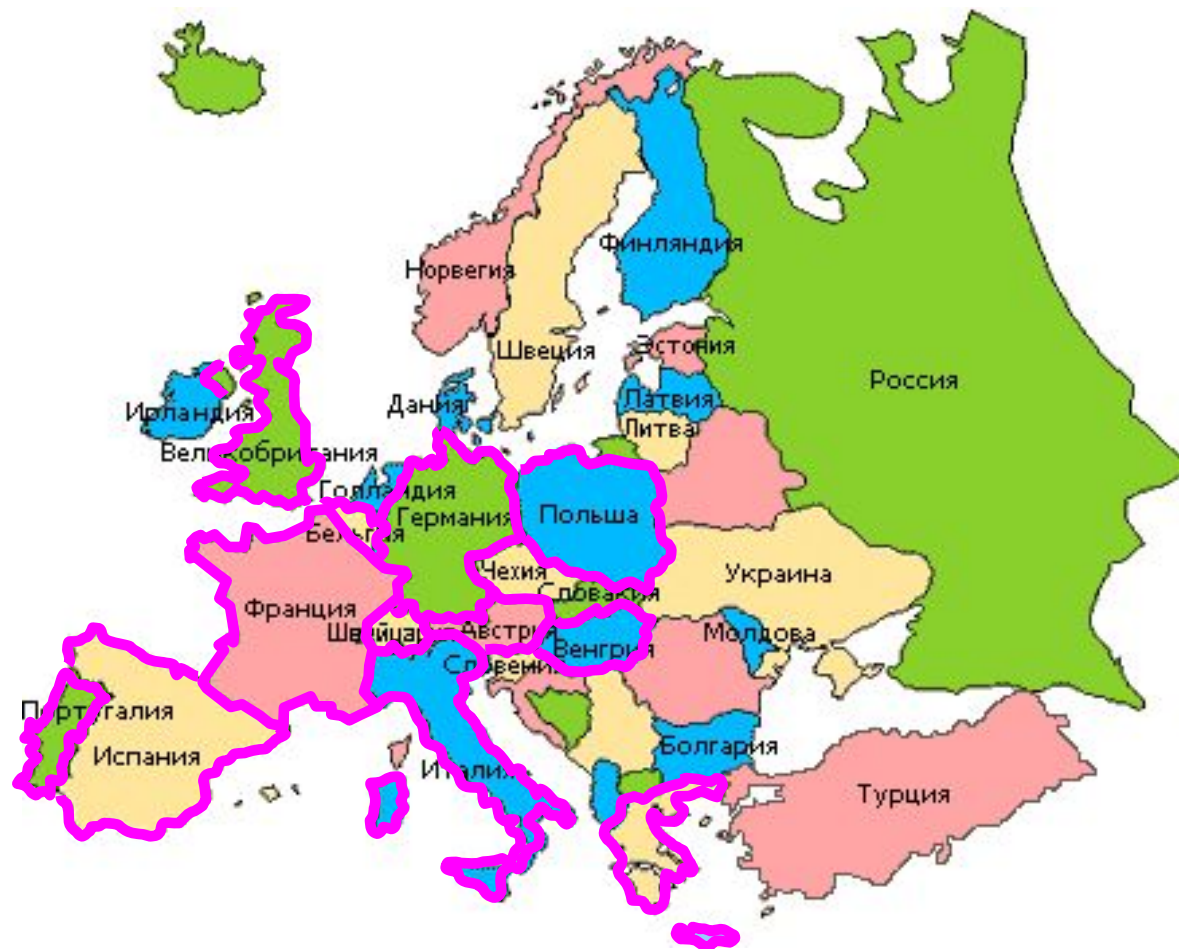 Финляндия
Норвегия
Швеция
Эстония
Россия
Латвия
Дания
Ирландия
Литва
Великобритания
Голландия
Германия
Польша
Бельгия
Чехия
Украина
Словакия
Франция
Швейцария
Австрия
Молдова
Венгрия
Словения
Португалия
Болгария
Испания
Италия
Турция